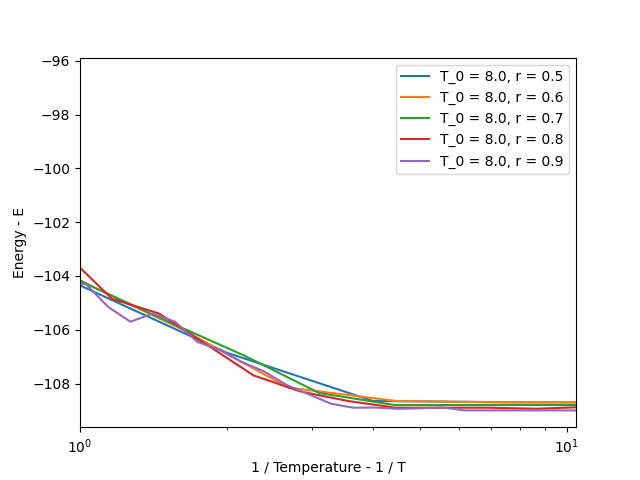 −96
−98
−100
−102
−104
−106
−108
Energy - E
T_0 = 8.0, r = 0.5
T_0 = 8.0, r = 0.6
T_0 = 8.0, r = 0.7
T_0 = 8.0, r = 0.8
T_0 = 8.0, r = 0.9
10⁰ 10¹
1 / Temperature - 1 / T